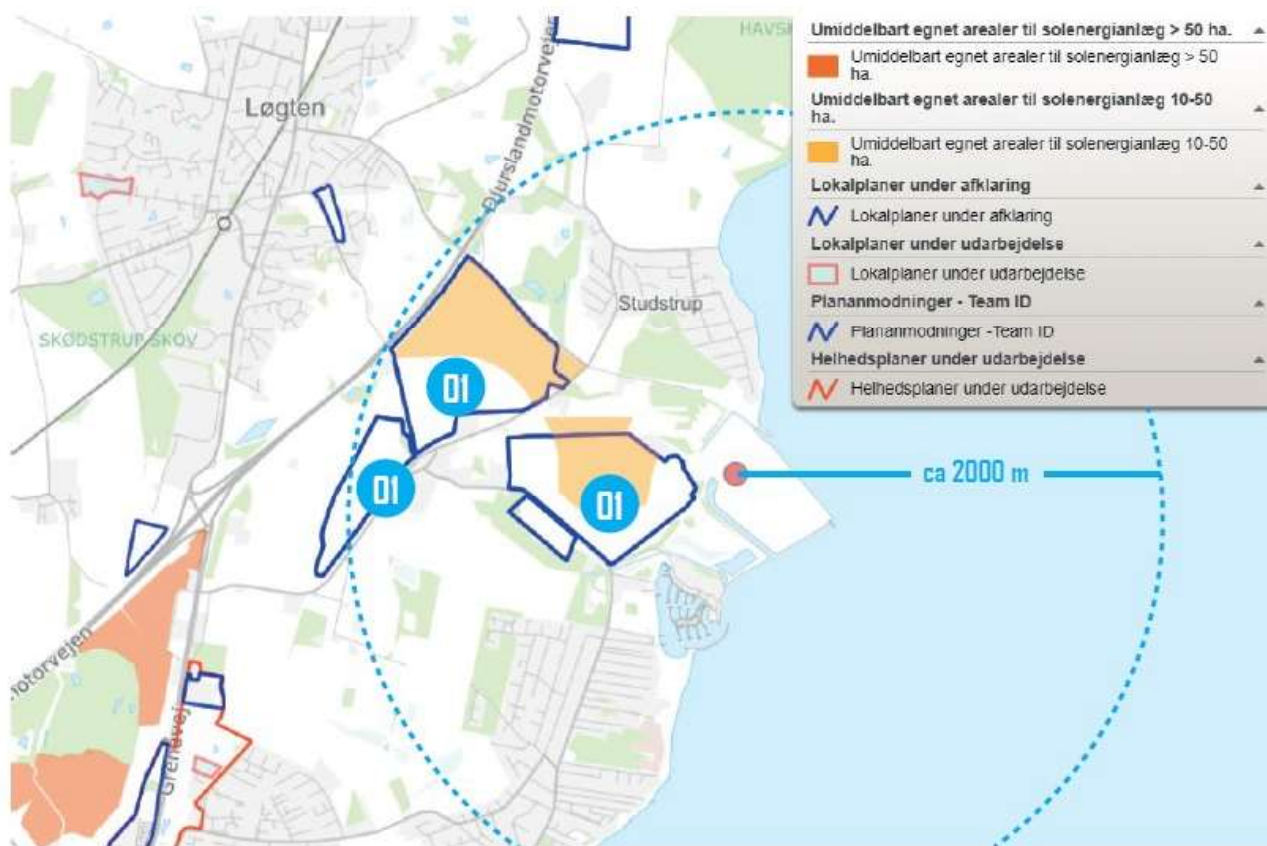 HAVSK
Løgten
Djurslandmotorvejen
Studstrup
SKØDSTRUP SKOV
01
01
01
ca 2000 m
motorvejen
Grenåvej
Umiddelbart egnet arealer til solenergianlæg > 50 ha.
Umiddelbart egnet arealer til solenergianlæg > 50
ha.
Umiddelbart egnet arealer til solenergianlæg 10-50
ha.
Umiddelbart egnet arealer til solenergianlæg 10-50
ha.
Lokalplaner under afklaring
Lokalplaner under afklaring
Lokalplaner under udarbejdelse
Lokalplaner under udarbejdelse
Plananmodninger - Team ID
Plananmodninger -Team ID
Helhedsplaner under udarbejdelse
Helhedsplaner under udarbejdelse